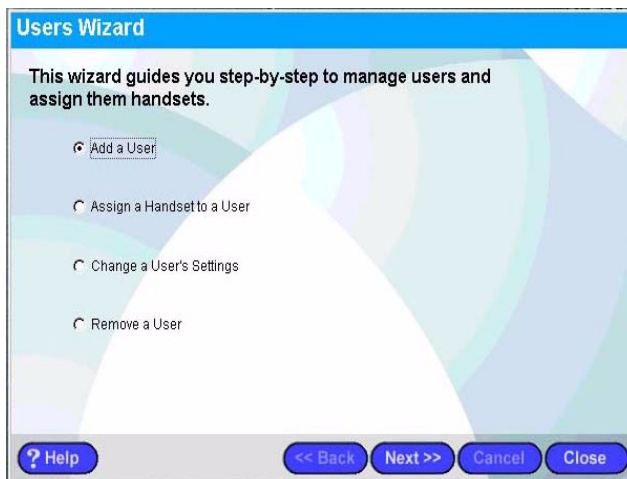 Users Wizard
This wizard guides you step-by-step to manage users and
assign them handsets.
Add a User
Assign a Handset to a User
Change a User's Settings
Remove a User
? Help << Back Next >> Cancel Close